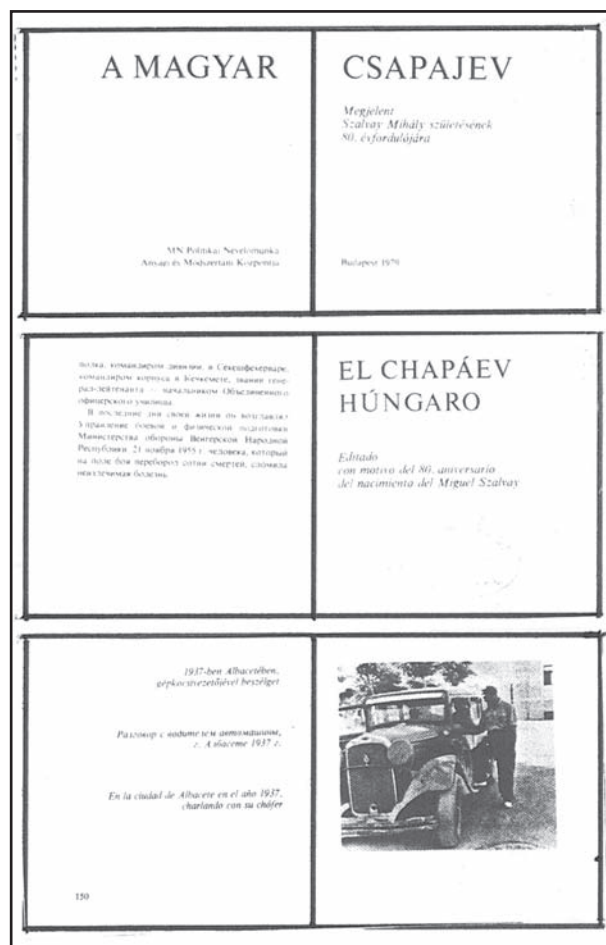 A MAGYAR
MN Politikai Nevelőmunka
Anyagi és Módszertani Központja
CSAPAJEV
Megjelent
Szalvay Mihály születésének
80. évfordulójára
Budapest 1979
полка, командиром дивизии, в Секешфехерваре,
командиром корпуса в Кечкемете, звании гене-
рал-лейтенанта — начальником Объединенного
офицерского училища.
В последние дни своей жизни он возглавлял
Управление боевой и физической подготовки
Министерства обороны Венгерской Народной
Республики. 21 ноября 1955 г. человека, который
на поле боя переборол сотни смертей, сломила
неизлечимая болезнь.
EL CHAPÁEV
HÚNGARO
Editado
con motivo del 80. aniversario
del nacimienta del Miguel Szalvay
1937-ben Albacetében,
gépkocsivezetőjével beszélget
Разговор с водителем автомашины,
г. Албасете 1937 г.
En la ciudad de Albacete en el año 1937,
charlando con su chófer
150